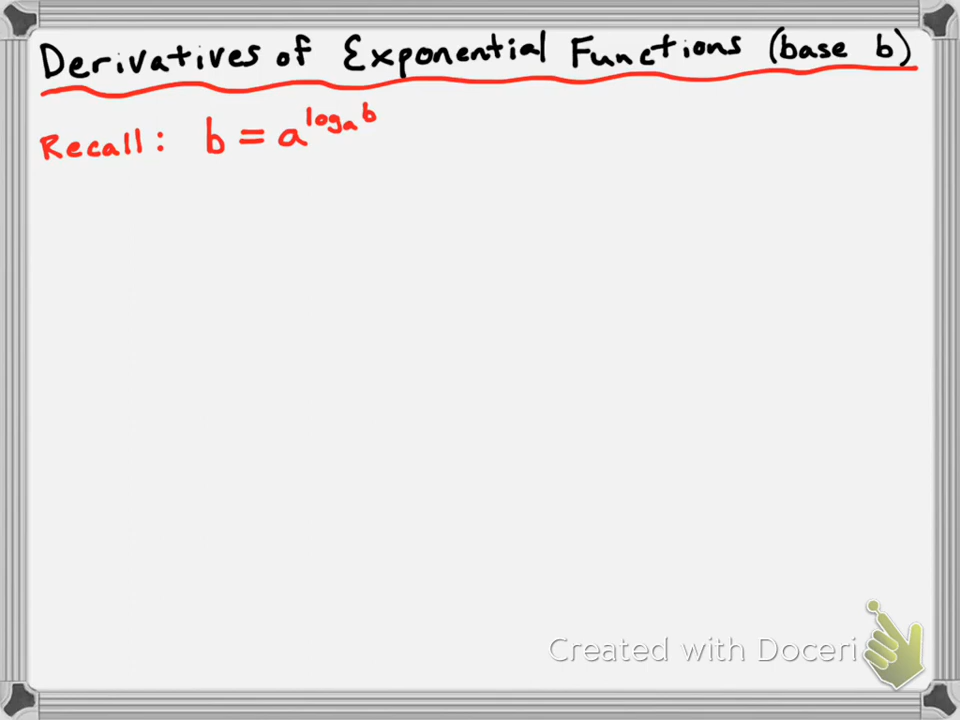 Derivatives of Exponential Functions (base b)
Recall: b = a^{log_a b}
Created with Doceri